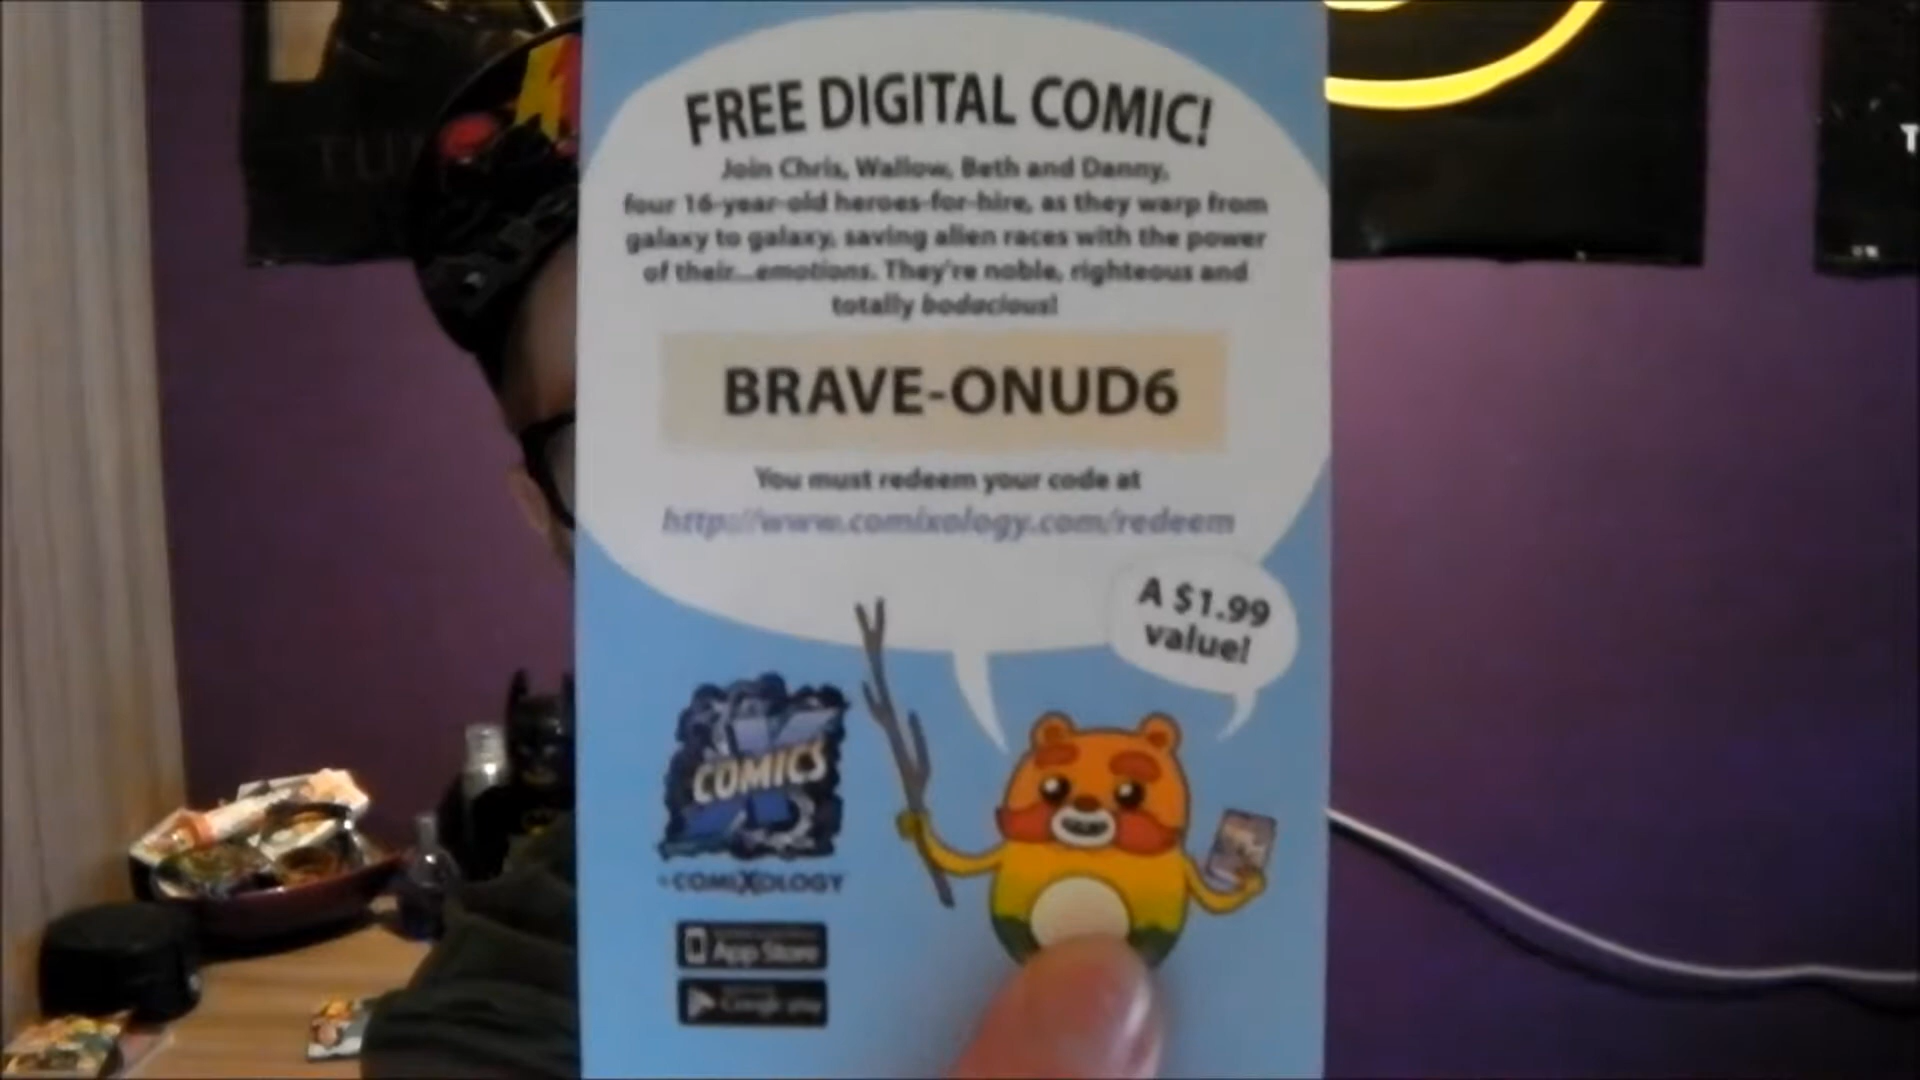 FREE DIGITAL COMIC!
Join Chris, Wallow, Beth and Danny,
four 16-year-old heroes-for-hire, as they warp from
galaxy to galaxy, saving alien races with the power
of their...emotions. They're noble, righteous and
totally bodacious!
BRAVE-ONUD6
You must redeem your code at
http://www.comixology.com/redeem
A $1.99
value!
COMICS
COMIXOLOGY
App Store
Google play
TU
T